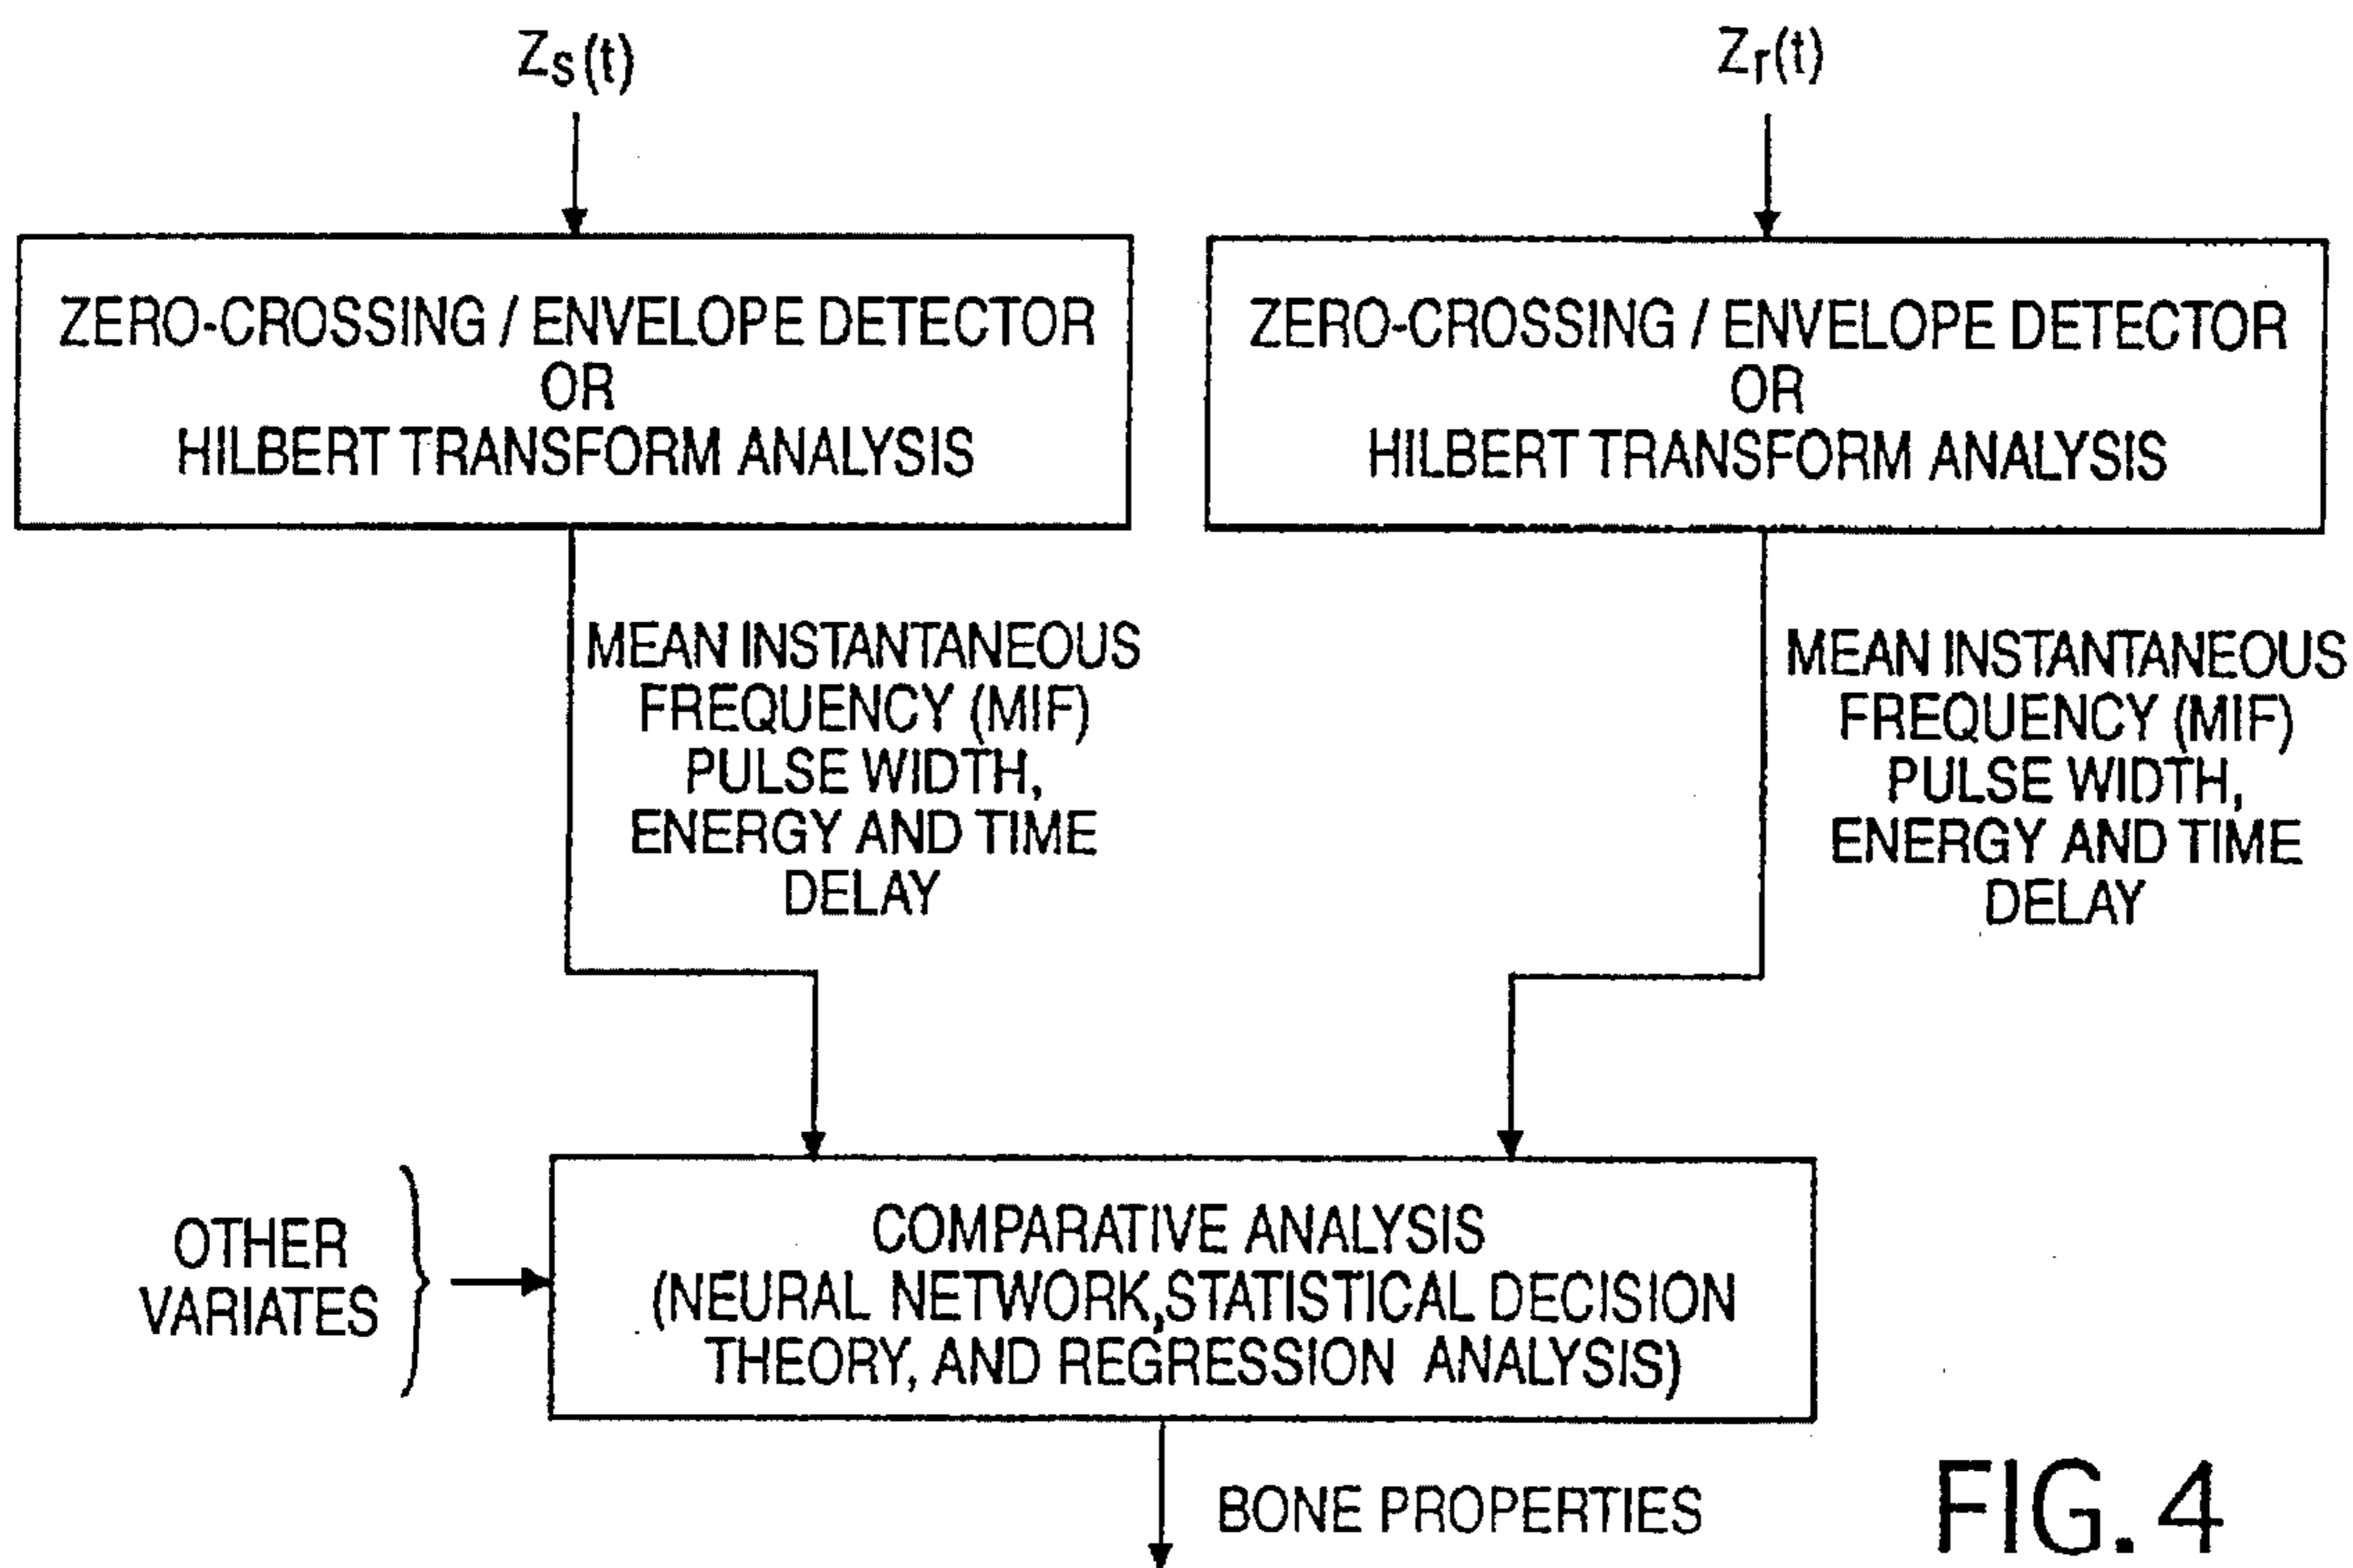 Zs(t)
Zr(t)
ZERO-CROSSING / ENVELOPE DETECTOR
OR
HILBERT TRANSFORM ANALYSIS
ZERO-CROSSING / ENVELOPE DETECTOR
OR
HILBERT TRANSFORM ANALYSIS
MEAN INSTANTANEOUS
FREQUENCY (MIF)
PULSE WIDTH,
ENERGY AND TIME
DELAY
MEAN INSTANTANEOUS
FREQUENCY (MIF)
PULSE WIDTH,
ENERGY AND TIME
DELAY
OTHER
VARIATES
COMPARATIVE ANALYSIS
(NEURAL NETWORK,STATISTICAL DECISION
THEORY, AND REGRESSION ANALYSIS)
BONE PROPERTIES
FIG. 4